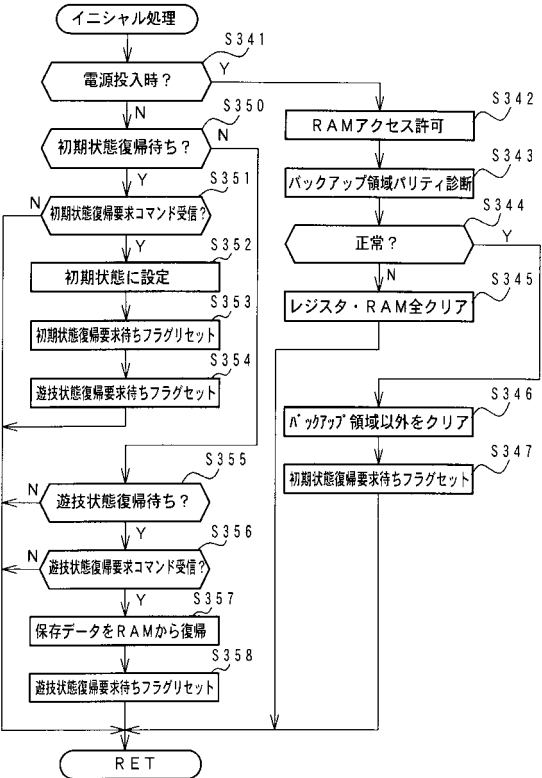 イニシャル処理
S341
電源投入時?
Y
N
S350
初期状態復帰待ち?
N
Y
S351
N
初期状態復帰要求コマンド受信?
Y
S352
初期状態に設定
S353
初期状態復帰要求待ちフラグリセット
S354
遊技状態復帰要求待ちフラグセット
S355
N
遊技状態復帰待ち?
Y
S356
N
遊技状態復帰要求コマンド受信?
Y
S357
保存データをRAMから復帰
S358
遊技状態復帰要求待ちフラグリセット
RET
S342
RAMアクセス許可
S343
バックアップ領域パリティ診断
S344
正常?
Y
N
S345
レジスタ・RAM全クリア
S346
バックアップ領域以外をクリア
S347
初期状態復帰要求待ちフラグセット